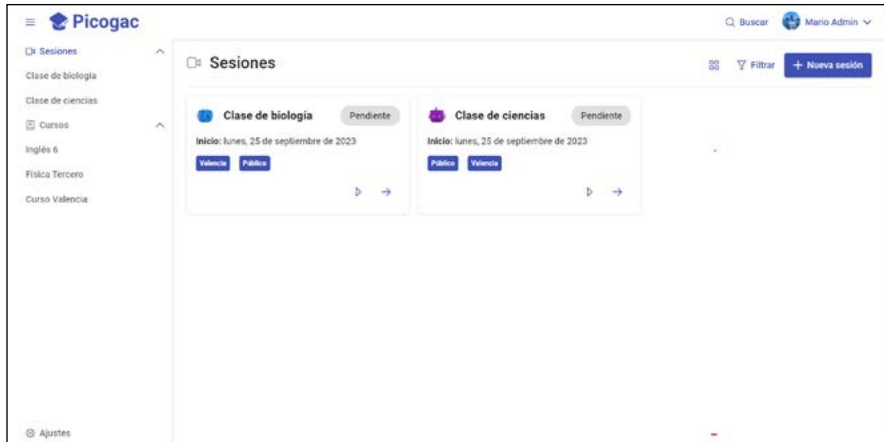 Picogac
Buscar Mario Admin
Sesiones
Clase de biología
Clase de ciencias
Cursos
Inglés 6
Física Tercero
Curso Valencia
Ajustes
Sesiones
Filtrar + Nueva sesión
Clase de biología Pendiente
Inicio: lunes, 25 de septiembre de 2023
Valencia Público
Clase de ciencias Pendiente
Inicio: lunes, 25 de septiembre de 2023
Público Valencia